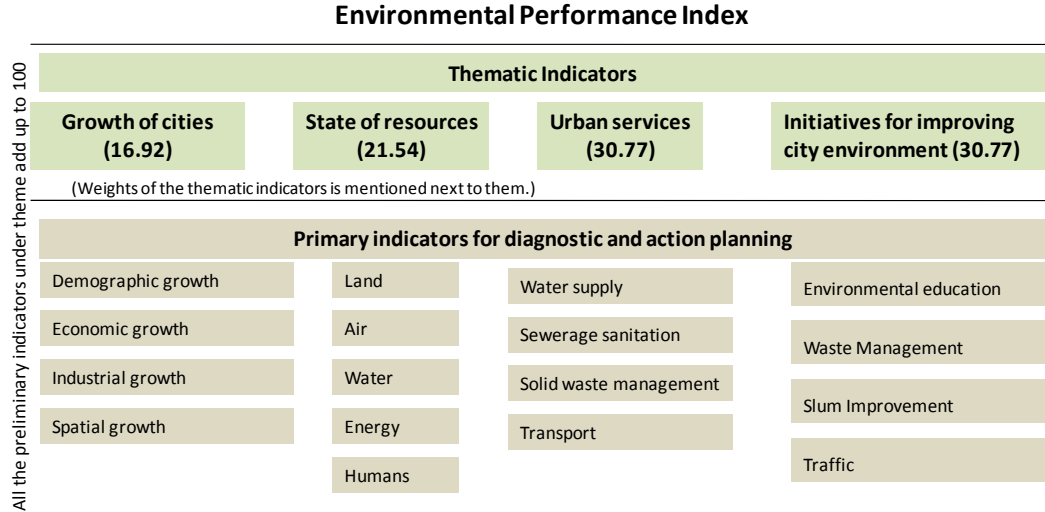 Environmental Performance Index
All the preliminary indicators under theme add up to 100
Thematic Indicators
Growth of cities
(16.92)
State of resources
(21.54)
Urban services
(30.77)
Initiatives for improving
city environment (30.77)
(Weights of the thematic indicators is mentioned next to them.)
Primary indicators for diagnostic and action planning
Demographic growth
Economic growth
Industrial growth
Spatial growth
Land
Air
Water
Energy
Humans
Water supply
Sewerage sanitation
Solid waste management
Transport
Environmental education
Waste Management
Slum Improvement
Traffic